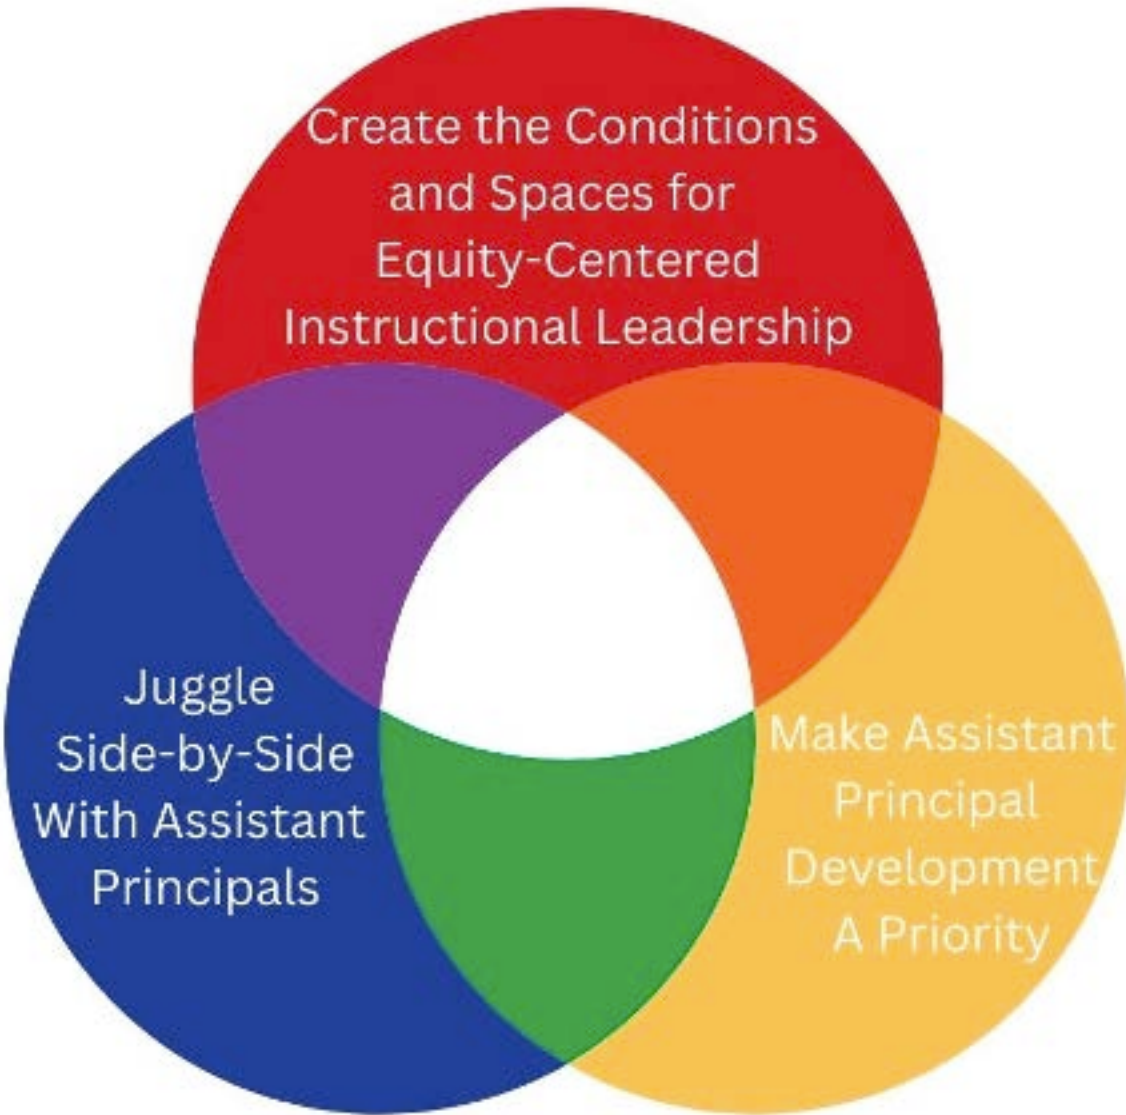 Create the Conditions
and Spaces for
Equity-Centered
Instructional Leadership
Juggle
Side-by-Side
With Assistant
Principals
Make Assistant
Principal
Development
A Priority